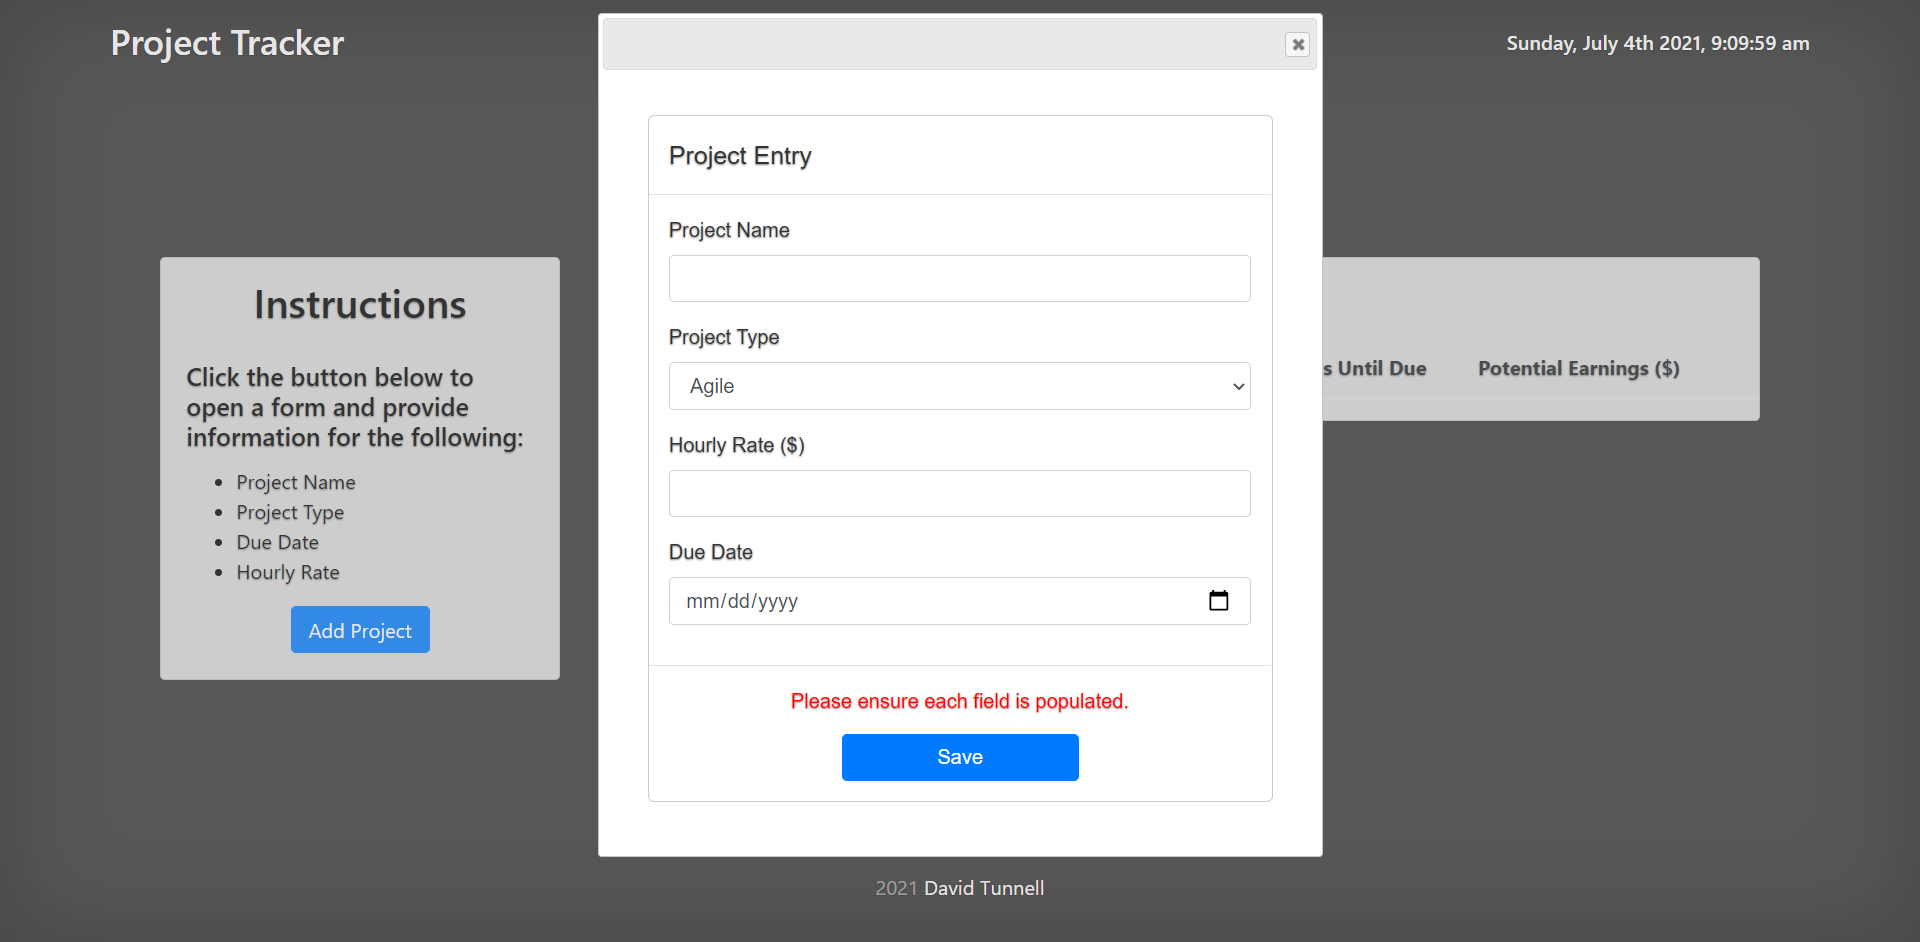 Project Tracker
Sunday, July 4th 2021, 9:09:59 am
Project Entry
Project Name
Project Type
Agile
Hourly Rate ($)
Due Date
mm/dd/yyyy
Please ensure each field is populated.
Save
Instructions
Click the button below to
open a form and provide
information for the following:
Project Name
Project Type
Due Date
Hourly Rate
Add Project
s Until Due
Potential Earnings ($)
2021 David Tunnell